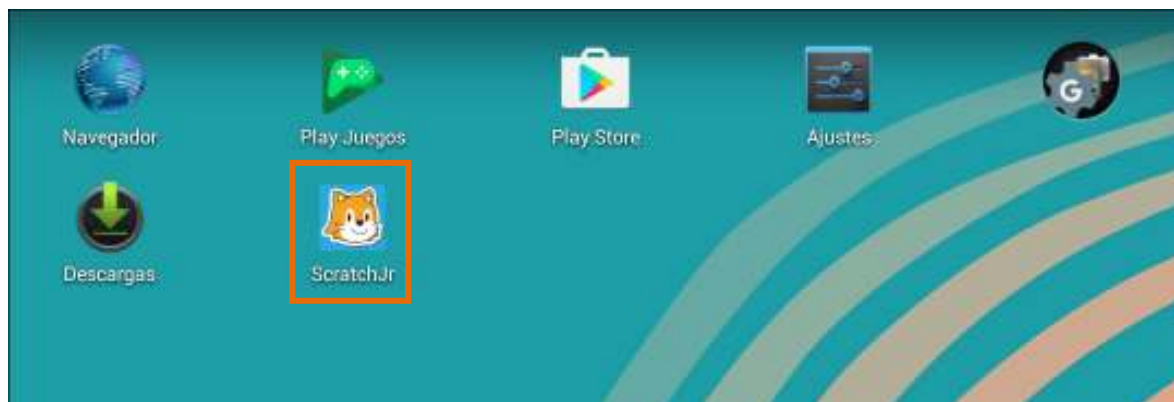 Navegador
Play Juegos
Play Store
Ajustes
G
Descargas
ScratchJr